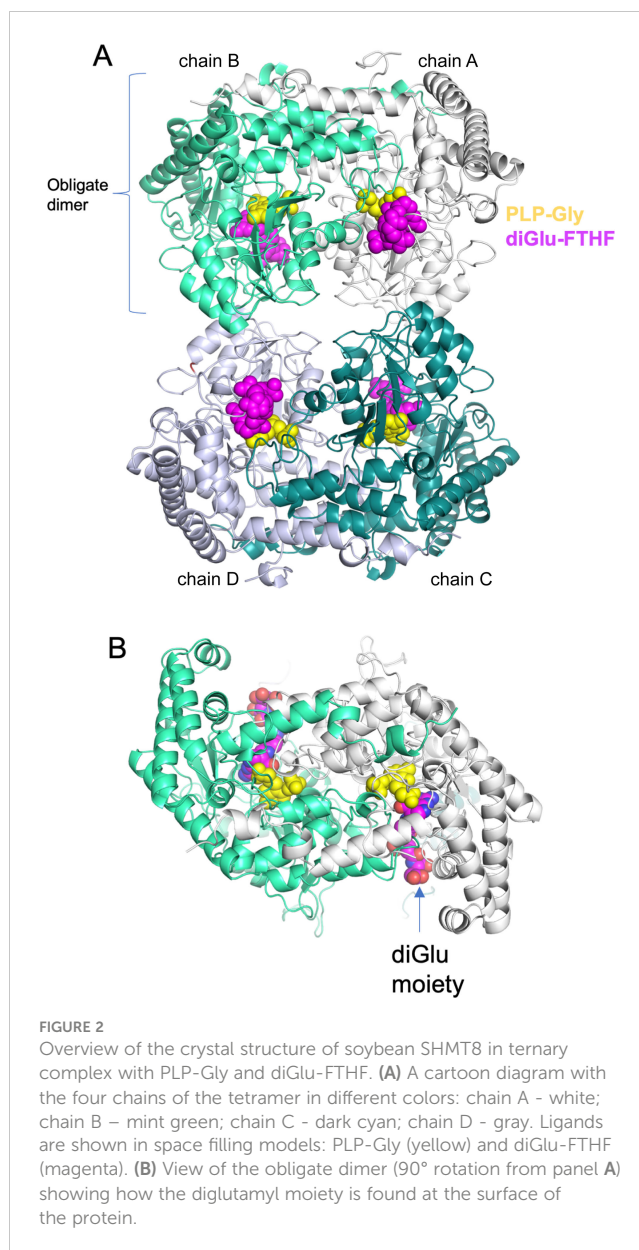 A
chain B
chain A
Obligate
dimer
PLP-Gly
diGlu-FTHF
chain D
chain C
B
diGlu
moiety
FIGURE 2
Overview of the crystal structure of soybean SHMT8 in ternary
complex with PLP-Gly and diGlu-FTHF. (A) A cartoon diagram with
the four chains of the tetramer in different colors: chain A - white;
chain B – mint green; chain C - dark cyan; chain D - gray. Ligands
are shown in space filling models: PLP-Gly (yellow) and diGlu-FTHF
(magenta). (B) View of the obligate dimer (90° rotation from panel A)
showing how the diglutamyl moiety is found at the surface of
the protein.